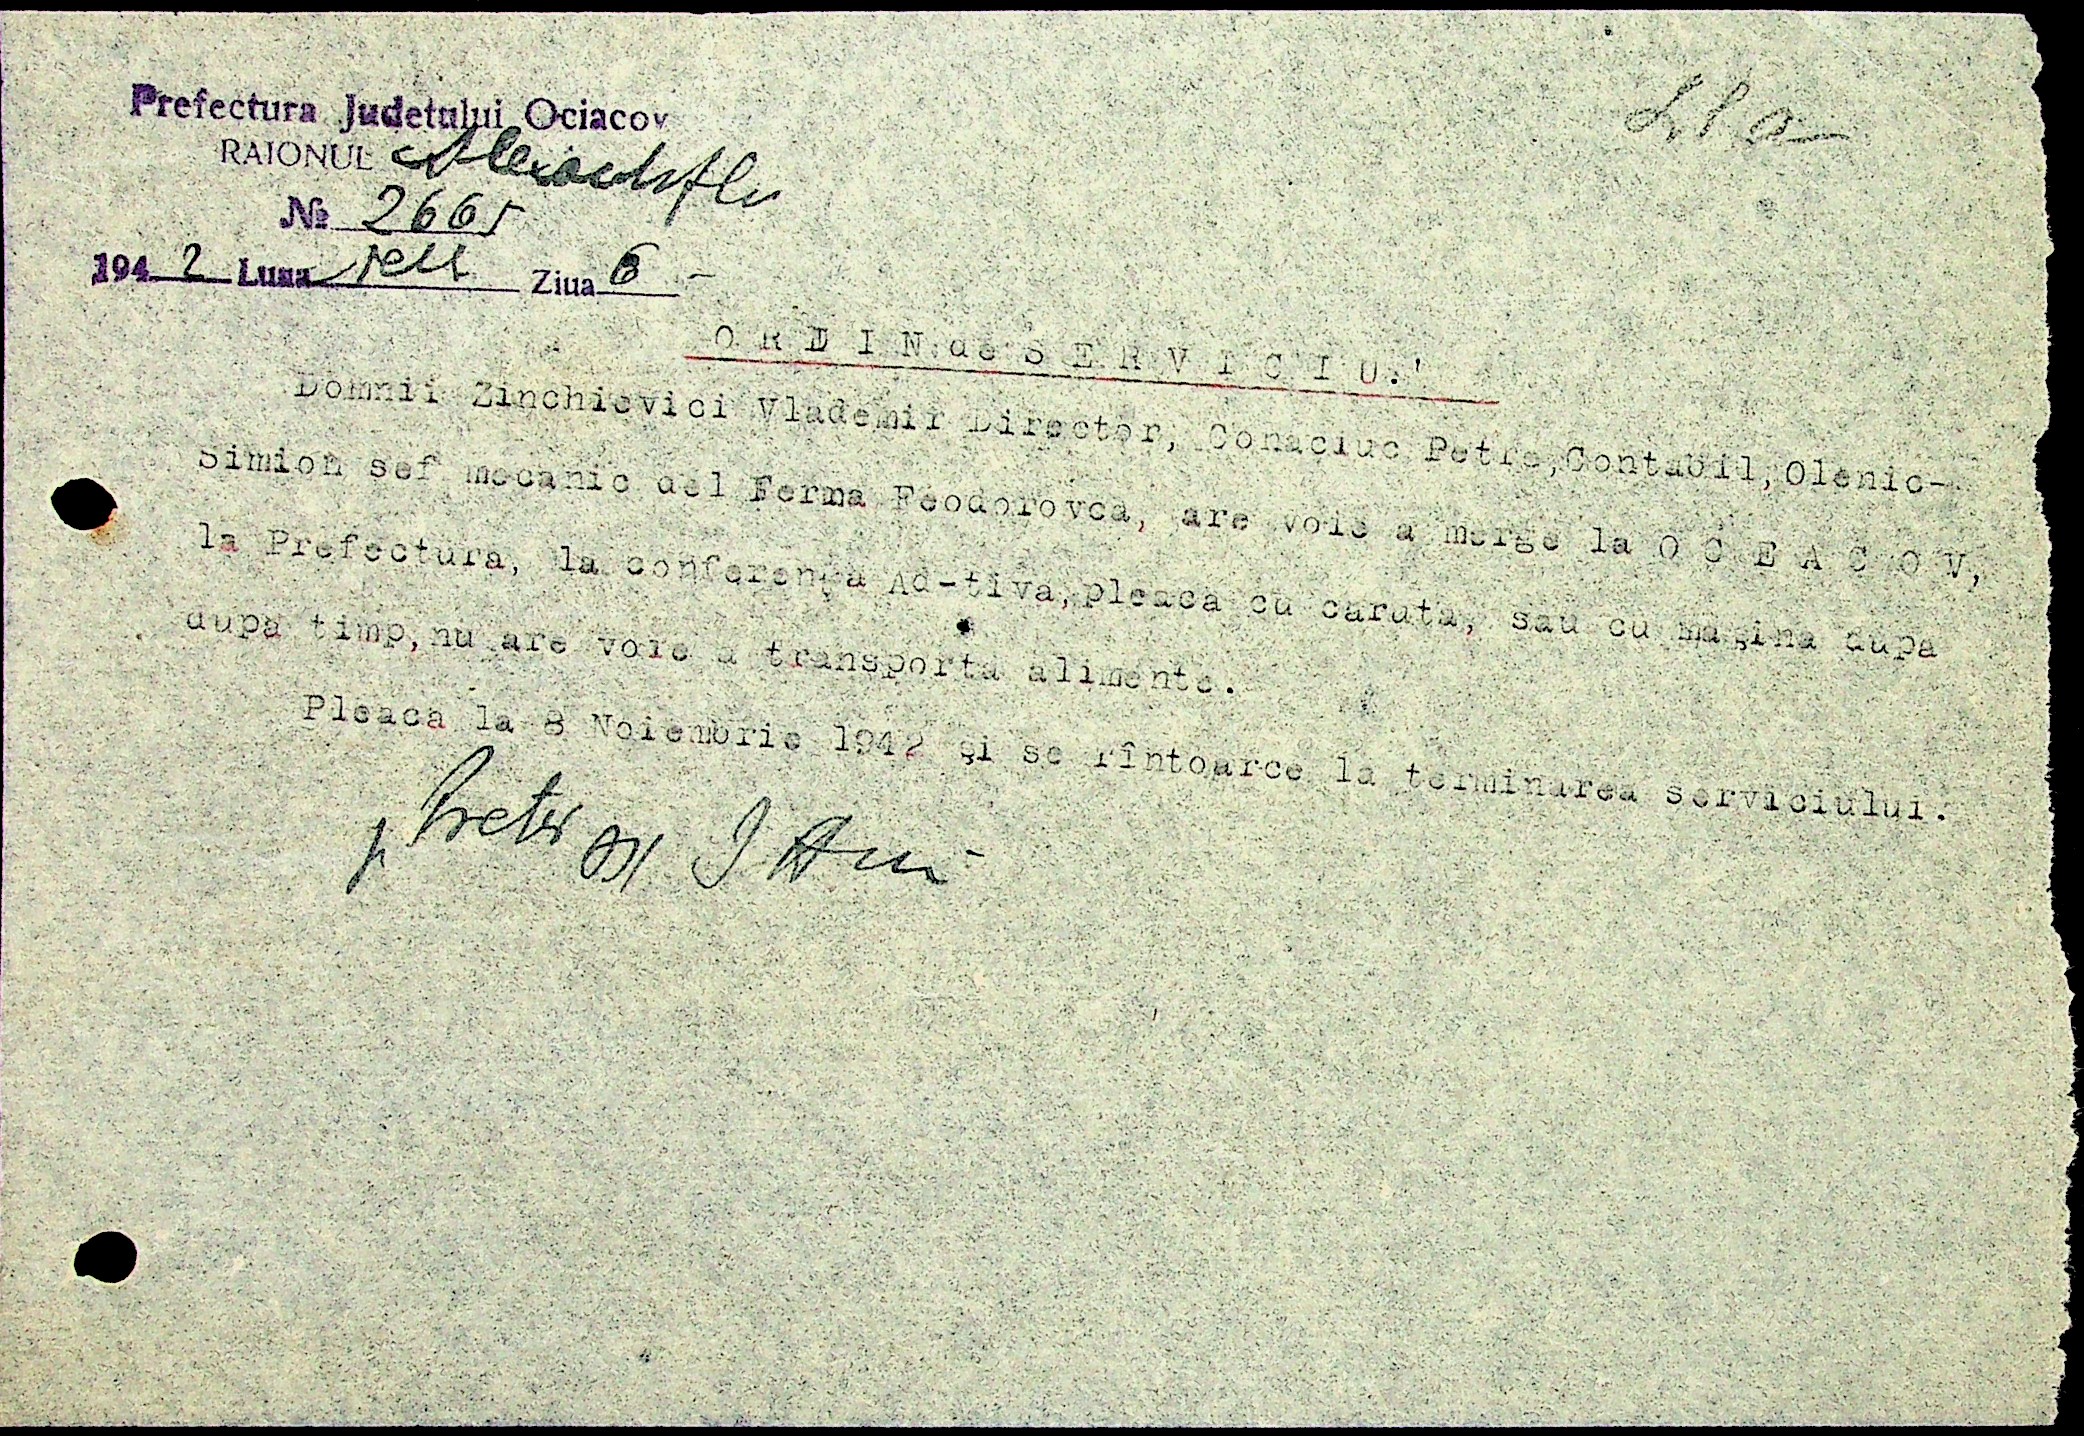 Prefectura Judetului Ociacov
RAIONUL
№ 2665
1942 Luna Ziua 6 -
O R D I N de S E R V I C I U.'
Domnii Zinchievici Vlademir Director, Conaciuc Petre,Contabil,Olenic-
Simion sef mecanic del Ferma Feodorovca, are voie a merge la O C E A C O V,
la Prefectura, la conferența Ad-tiva,pleaca cu caruta, sau cu mașina dupa
dupa timp,nu are voie a transporta alimente.
Pleaca la 8 Noiembrie 1942 și se rîntoarce la terminarea serviciului.
p Pretor